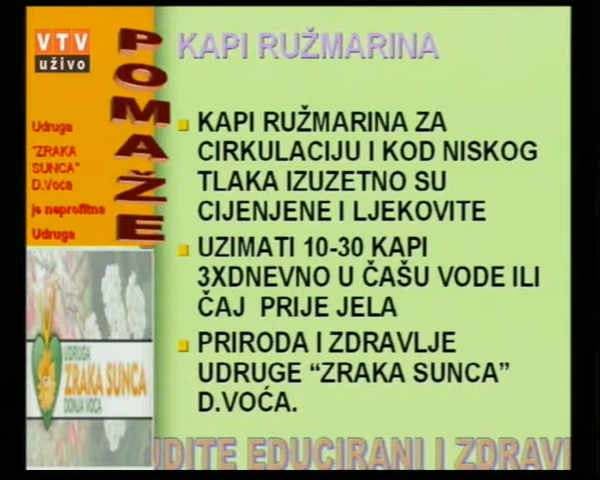 VTV
uživo
POMAŽE
Udruga
"ZRAKA
SUNCA"
D.Voća
je neprofitna
Udruga
UDRUGA
ZRAKA SUNCA
DONJA VOĆA
KAPI RUŽMARINA
KAPI RUŽMARINA ZA
CIRKULACIJU I KOD NISKOG
TLAKA IZUZETNO SU
CIJENJENE I LJEKOVITE
UZIMATI 10-30 KAPI
3XDNEVNO U ČAŠU VODE ILI
ČAJ PRIJE JELA
PRIRODA I ZDRAVLJE
UDRUGE “ZRAKA SUNCA”
D.VOĆA.
UDITE EDUCIRANI I ZDRAVI